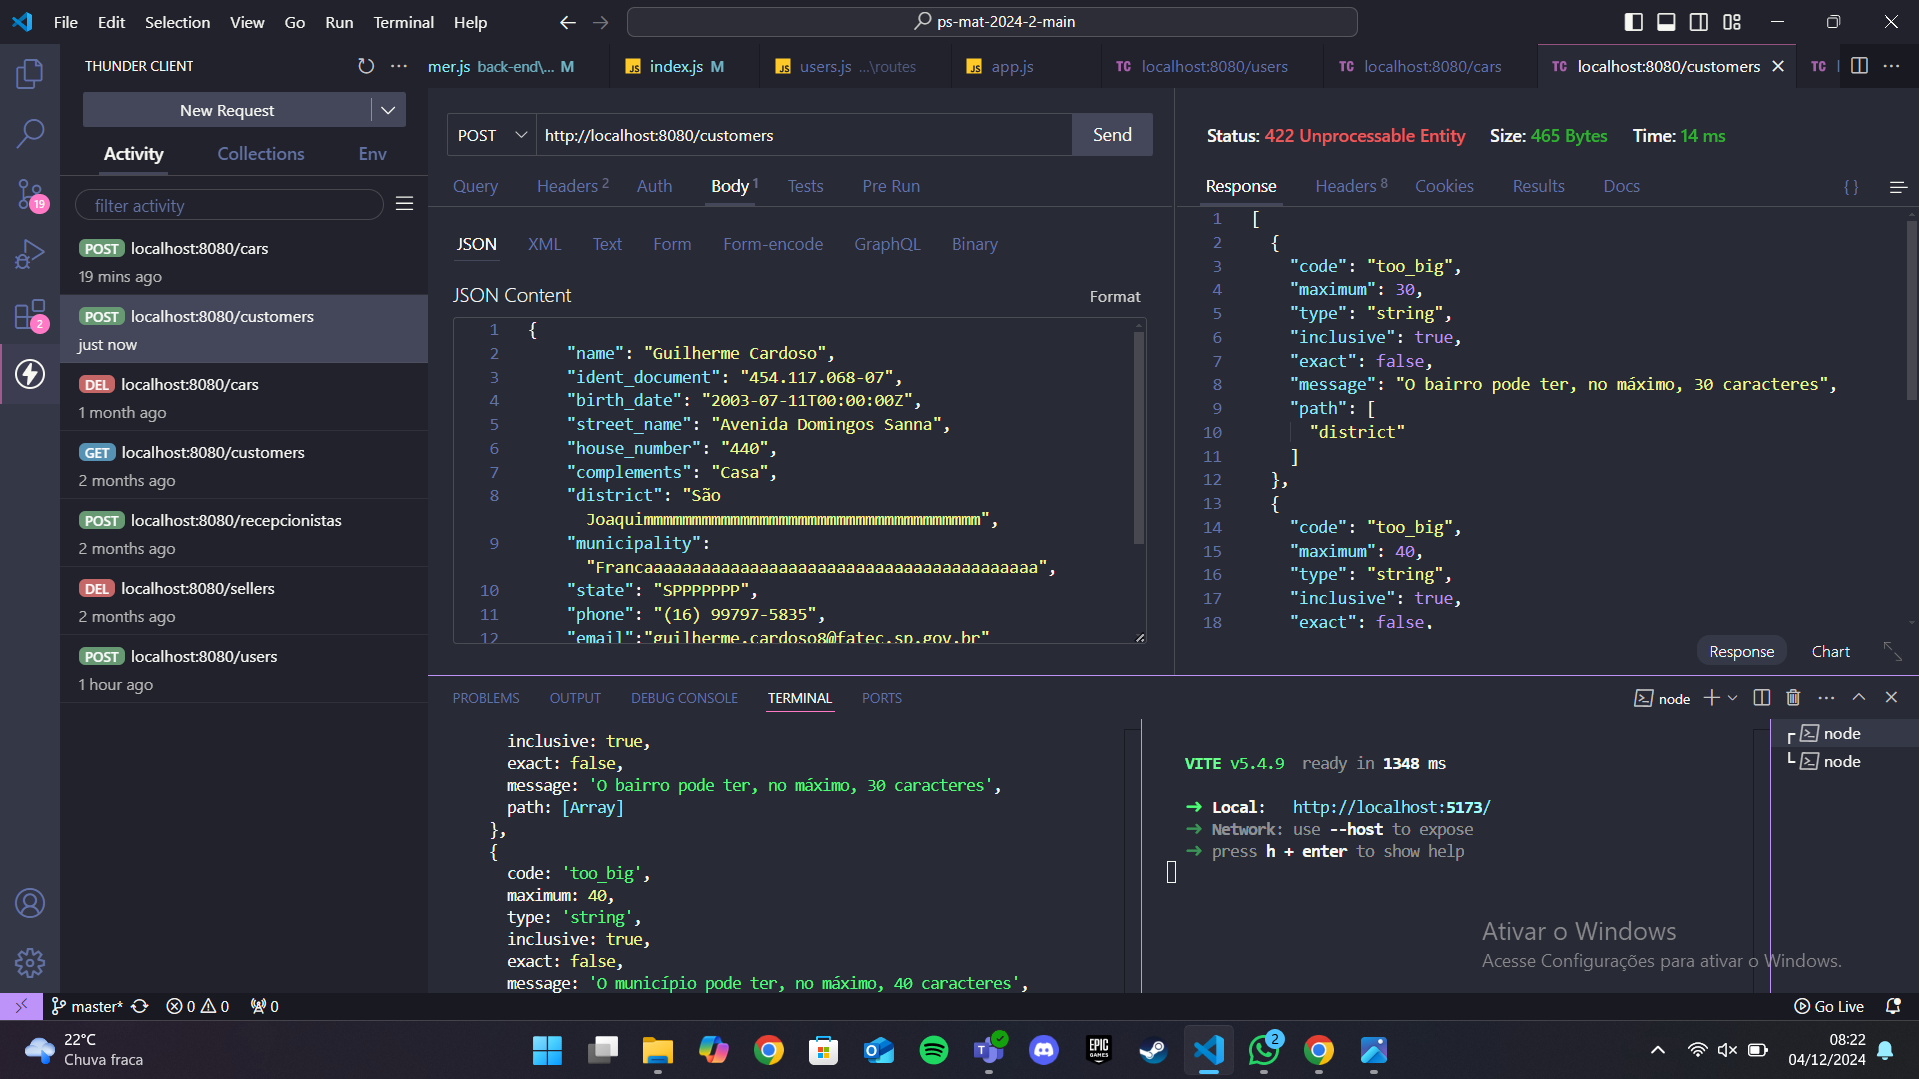 File Edit Selection View Go Run Terminal Help
ps-mat-2024-2-main
THUNDER CLIENT
New Request
Activity Collections Env
filter activity
POST localhost:8080/cars
19 mins ago
POST localhost:8080/customers
just now
DEL localhost:8080/cars
1 month ago
GET localhost:8080/customers
2 months ago
POST localhost:8080/recepcionistas
2 months ago
DEL localhost:8080/sellers
2 months ago
POST localhost:8080/users
1 hour ago
19
2
mer.js back-end\... M
JS index.js M
JS users.js ...\routes
JS app.js
TC localhost:8080/users
TC localhost:8080/cars
TC localhost:8080/customers
TC
POST http://localhost:8080/customers Send
Query Headers 2 Auth Body 1 Tests Pre Run
JSON XML Text Form Form-encode GraphQL Binary
JSON Content Format
1 {
2 "name": "Guilherme Cardoso",
3 "ident_document": "454.117.068-07",
4 "birth_date": "2003-07-11T00:00:00Z",
5 "street_name": "Avenida Domingos Sanna",
6 "house_number": "440",
7 "complements": "Casa",
8 "district": "São
Joaquimmmmmmmmmmmmmmmmmmmmmmmmmmmmmmmmmmmm",
9 "municipality":
"Francaaaaaaaaaaaaaaaaaaaaaaaaaaaaaaaaaaaaaaaaa",
10 "state": "SPPPPPPP",
11 "phone": "(16) 99797-5835",
12 "email":"guilherme.cardoso8@fatec.sp.gov.br"
Status: 422 Unprocessable Entity Size: 465 Bytes Time: 14 ms
Response Headers 8 Cookies Results Docs { }
1 [
2 {
3 "code": "too_big",
4 "maximum": 30,
5 "type": "string",
6 "inclusive": true,
7 "exact": false,
8 "message": "O bairro pode ter, no máximo, 30 caracteres",
9 "path": [
10 "district"
11 ]
12 },
13 {
14 "code": "too_big",
15 "maximum": 40,
16 "type": "string",
17 "inclusive": true,
18 "exact": false,
Response Chart
PROBLEMS OUTPUT DEBUG CONSOLE TERMINAL PORTS
node
inclusive: true,
exact: false,
message: 'O bairro pode ter, no máximo, 30 caracteres',
path: [Array]
},
{
code: 'too_big',
maximum: 40,
type: 'string',
inclusive: true,
exact: false,
message: 'O município pode ter, no máximo, 40 caracteres',
VITE v5.4.9 ready in 1348 ms
➜ Local: http://localhost:5173/
➜ Network: use --host to expose
➜ press h + enter to show help
node
node
Ativar o Windows
Acesse Configurações para ativar o Windows.
master* 0 0 0
Go Live
22°C
Chuva fraca
EPIC GAMES
2
08:22
04/12/2024